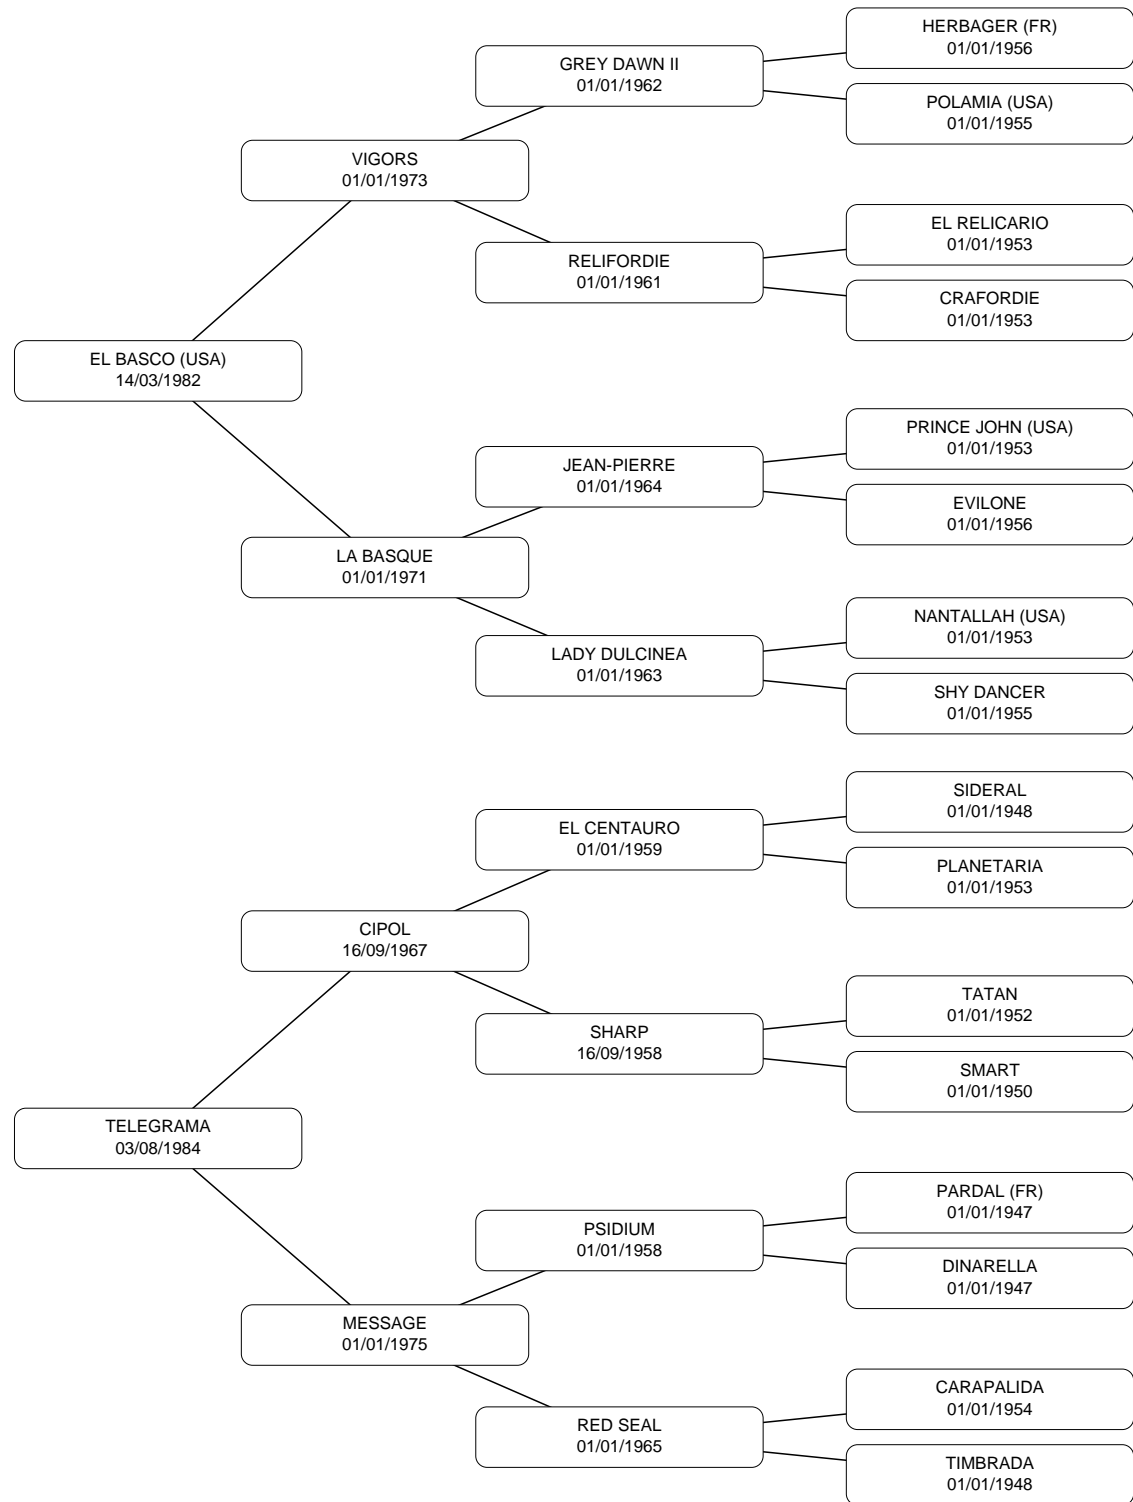 HERBAGER (FR)
01/01/1956
GREY DAWN II
01/01/1962
POLAMIA (USA)
01/01/1955
VIGORS
01/01/1973
EL RELICARIO
01/01/1953
RELIFORDIE
01/01/1961
CRAFORDIE
01/01/1953
EL BASCO (USA)
14/03/1982
PRINCE JOHN (USA)
01/01/1953
JEAN-PIERRE
01/01/1964
EVILONE
01/01/1956
LA BASQUE
01/01/1971
NANTALLAH (USA)
01/01/1953
LADY DULCINEA
01/01/1963
SHY DANCER
01/01/1955
SIDERAL
01/01/1948
EL CENTAURO
01/01/1959
PLANETARIA
01/01/1953
CIPOL
16/09/1967
TATAN
01/01/1952
SHARP
16/09/1958
SMART
01/01/1950
TELEGRAMA
03/08/1984
PARDAL (FR)
01/01/1947
PSIDIUM
01/01/1958
DINARELLA
01/01/1947
MESSAGE
01/01/1975
CARAPALIDA
01/01/1954
RED SEAL
01/01/1965
TIMBRADA
01/01/1948